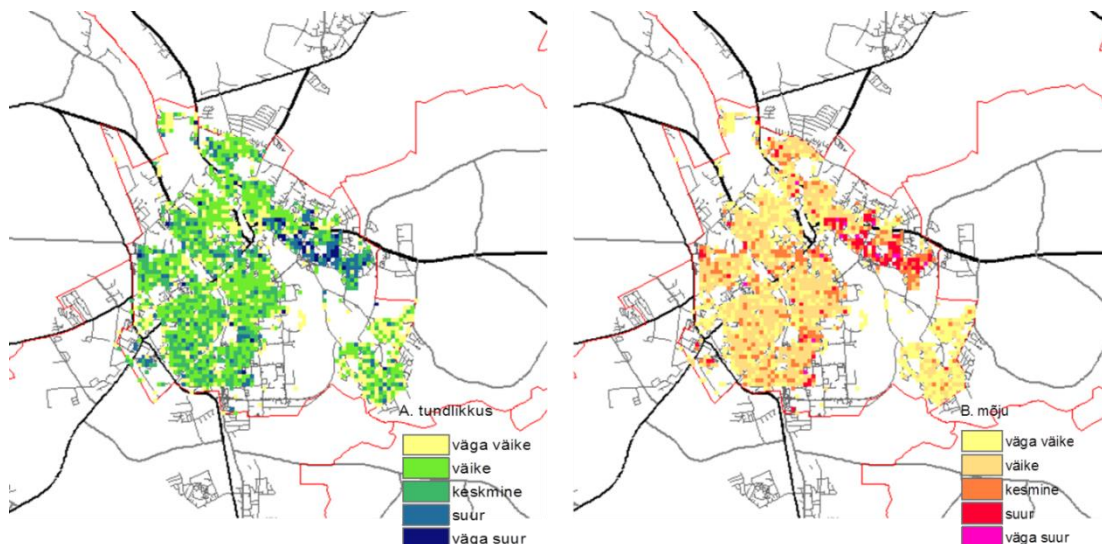 A. tundlikkus
väga väike
väike
keskmine
suur
väga suur
B. mõju
väga väike
väike
kesmine
suur
väga suur